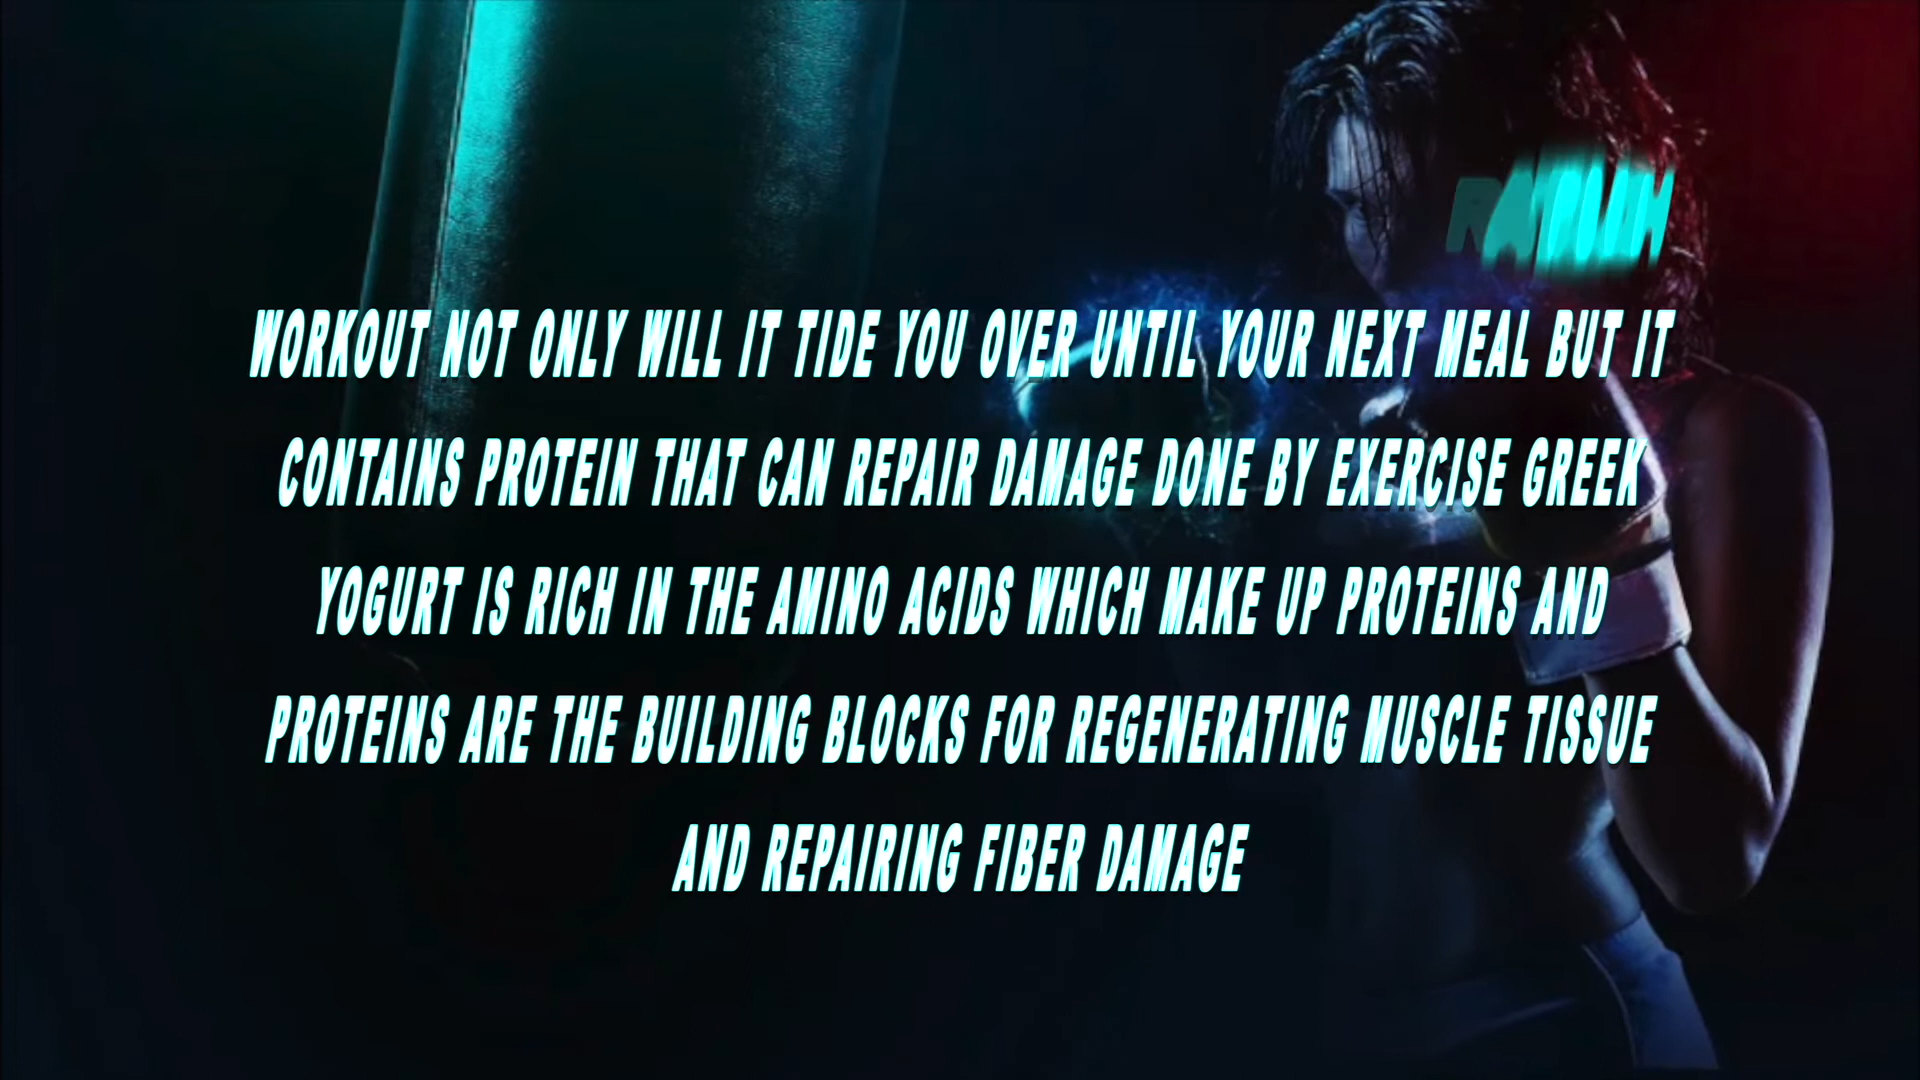 WORKOUT NOT ONLY WILL IT TIDE YOU OVER UNTIL YOUR NEXT MEAL BUT IT
CONTAINS PROTEIN THAT CAN REPAIR DAMAGE DONE BY EXERCISE GREEK
YOGURT IS RICH IN THE AMINO ACIDS WHICH MAKE UP PROTEINS AND
PROTEINS ARE THE BUILDING BLOCKS FOR REGENERATING MUSCLE TISSUE
AND REPAIRING FIBER DAMAGE